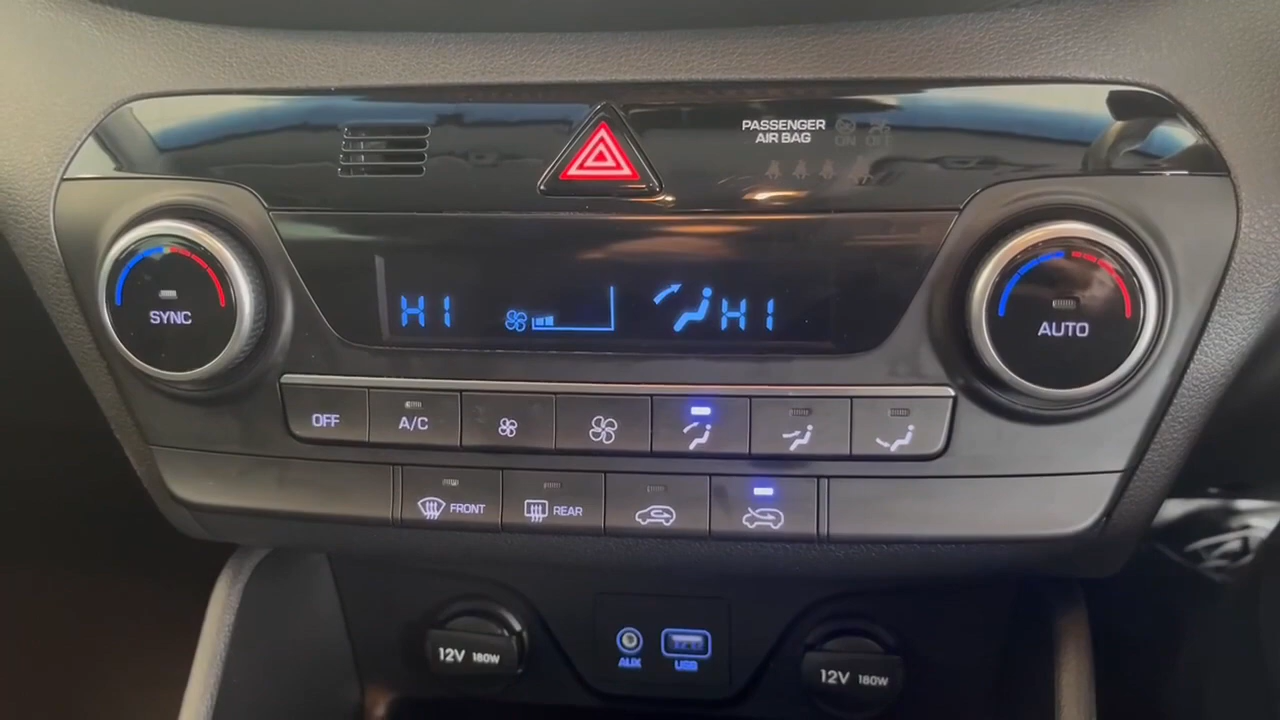 PASSENGER
AIR BAG
ON OFF
HI
HI
SYNC
AUTO
OFF
A/C
FRONT
REAR
12V 180W
AUX
USB
12V 180W